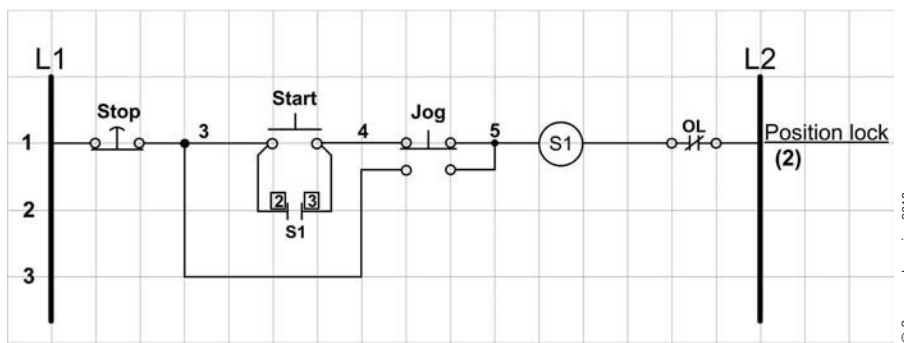 L1 L2
Stop Start Jog
3 4 5 OL
1 S1 Position lock
(2)
2 3
2 S1
3